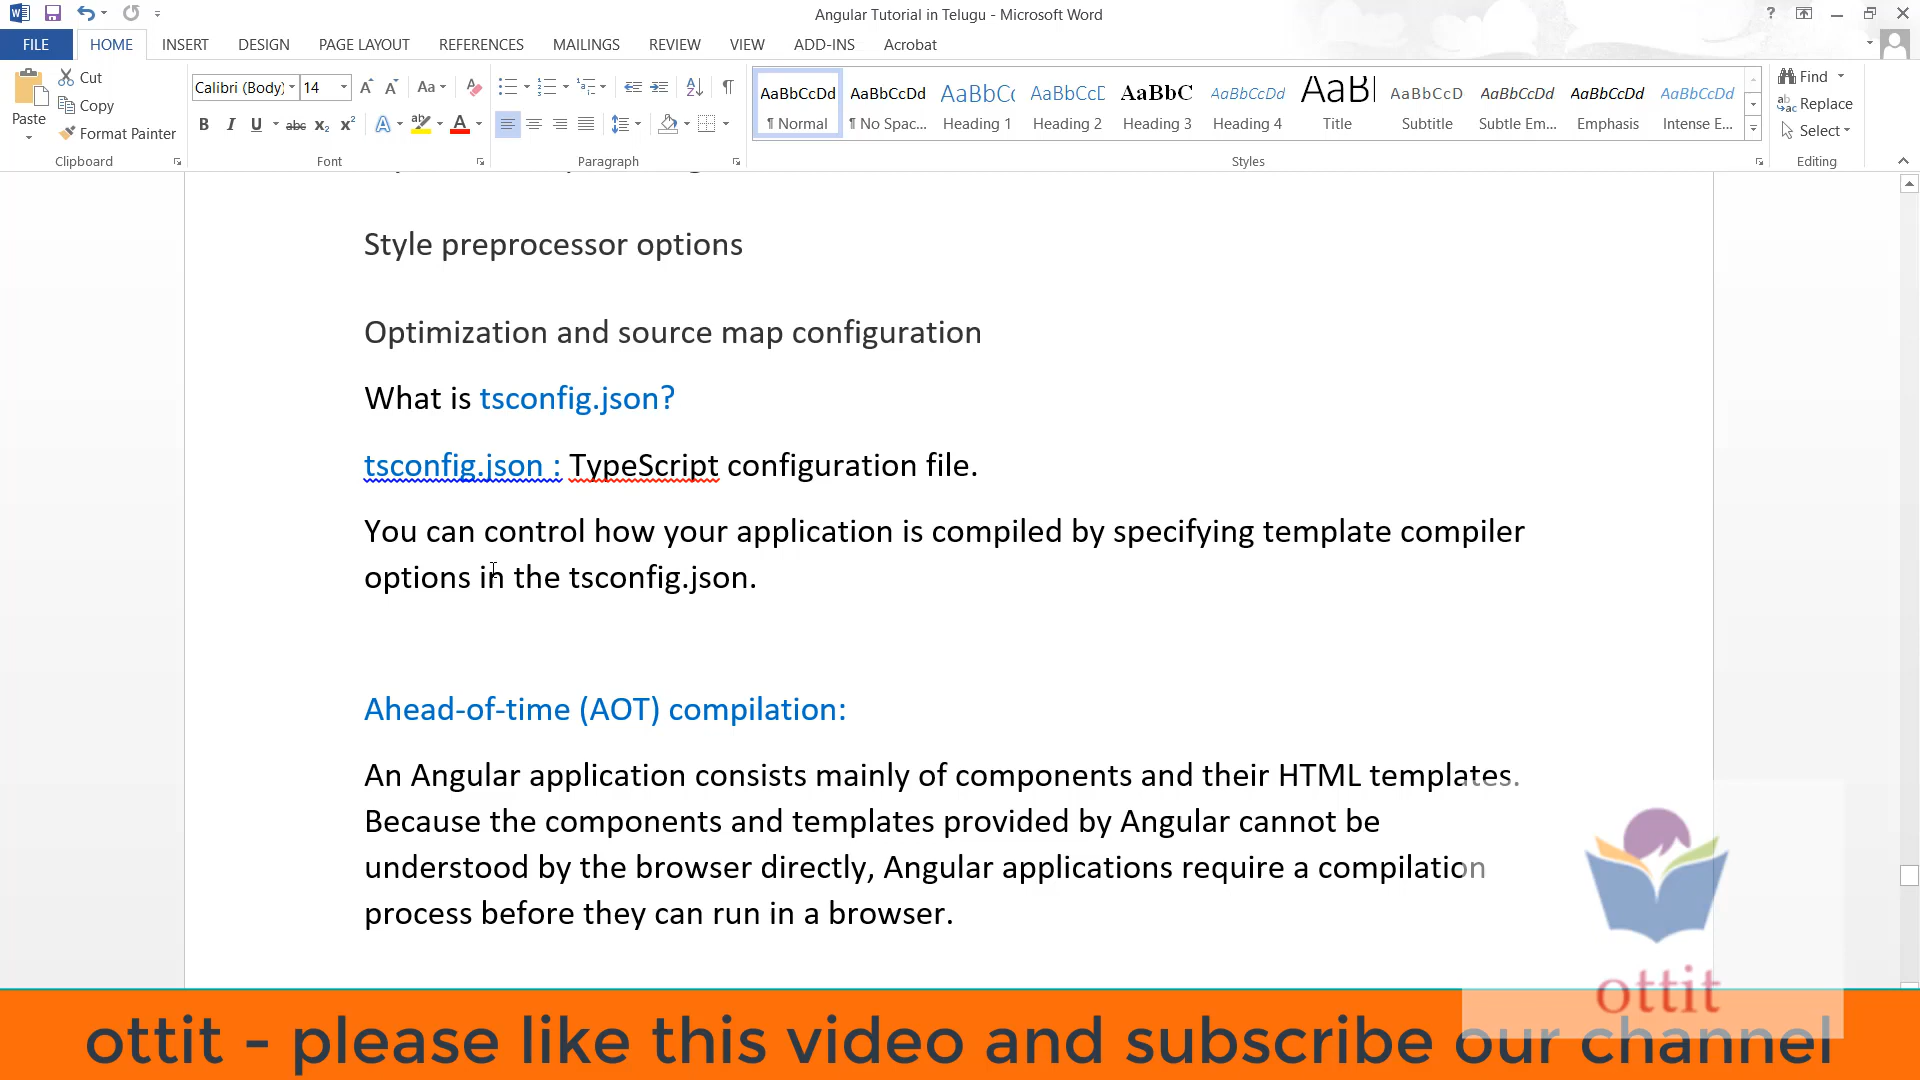 Angular Tutorial in Telugu - Microsoft Word
?
FILE HOME INSERT DESIGN PAGE LAYOUT REFERENCES MAILINGS REVIEW VIEW ADD-INS Acrobat
Paste
Cut
Copy
Format Painter
Clipboard
Calibri (Body) 14
Aa
B I U abc x₂ x² A ab A
Font
Paragraph
AaBbCcDd AaBbCcDd AaBbC AaBbCcD AaBbC AaBbCcDd AaB AaBbCcD AaBbCcDd AaBbCcDd AaBbCcDd
¶ Normal ¶ No Spac... Heading 1 Heading 2 Heading 3 Heading 4 Title Subtitle Subtle Em... Emphasis Intense E...
Styles
Find
Replace
Select
Editing
Style preprocessor options
Optimization and source map configuration
What is tsconfig.json?
tsconfig.json : TypeScript configuration file.
You can control how your application is compiled by specifying template compiler
options in the tsconfig.json.
Ahead-of-time (AOT) compilation:
An Angular application consists mainly of components and their HTML templates.
Because the components and templates provided by Angular cannot be
understood by the browser directly, Angular applications require a compilation
process before they can run in a browser.
ottit
ottit - please like this video and subscribe our channel